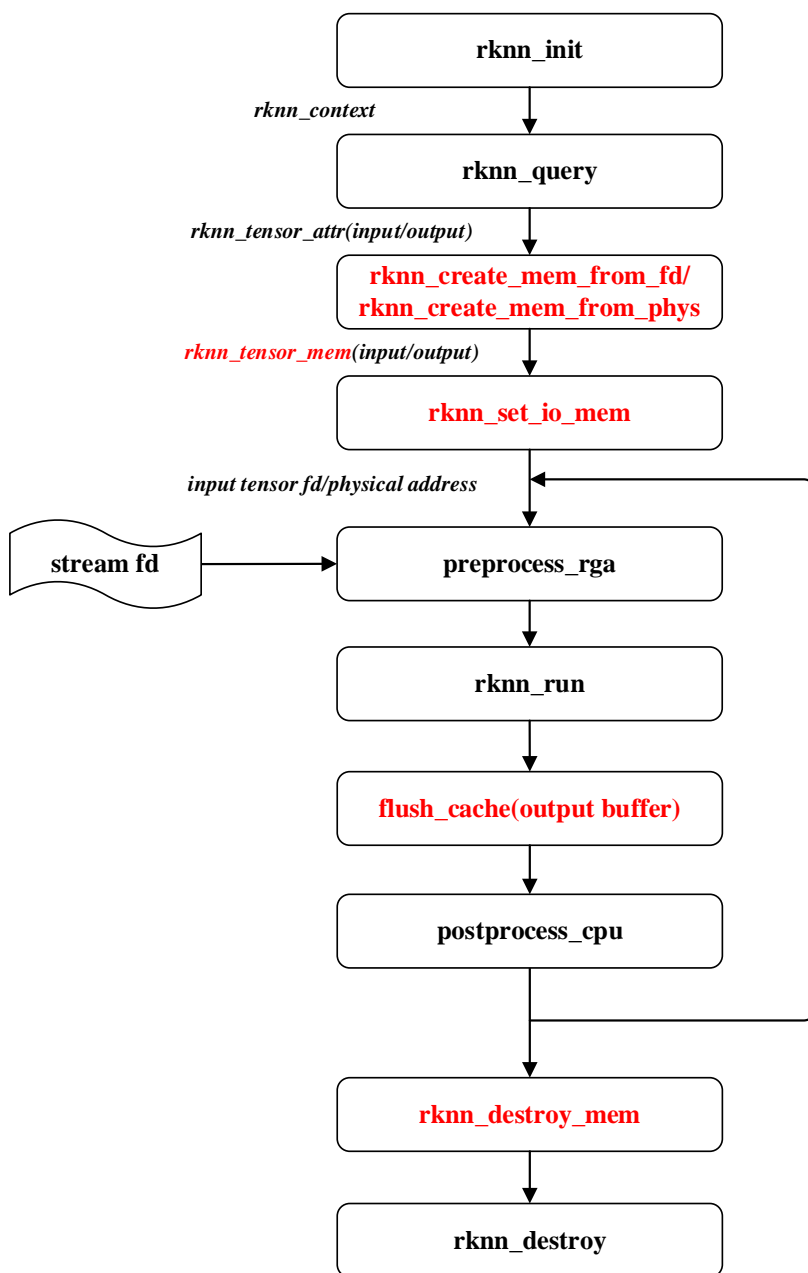 rknn_init
rknn_context
rknn_query
rknn_tensor_attr(input/output)
rknn_create_mem_from_fd/
rknn_create_mem_from_phys
rknn_tensor_mem(input/output)
rknn_set_io_mem
input tensor fd/physical address
stream fd
preprocess_rga
rknn_run
flush_cache(output buffer)
postprocess_cpu
rknn_destroy_mem
rknn_destroy